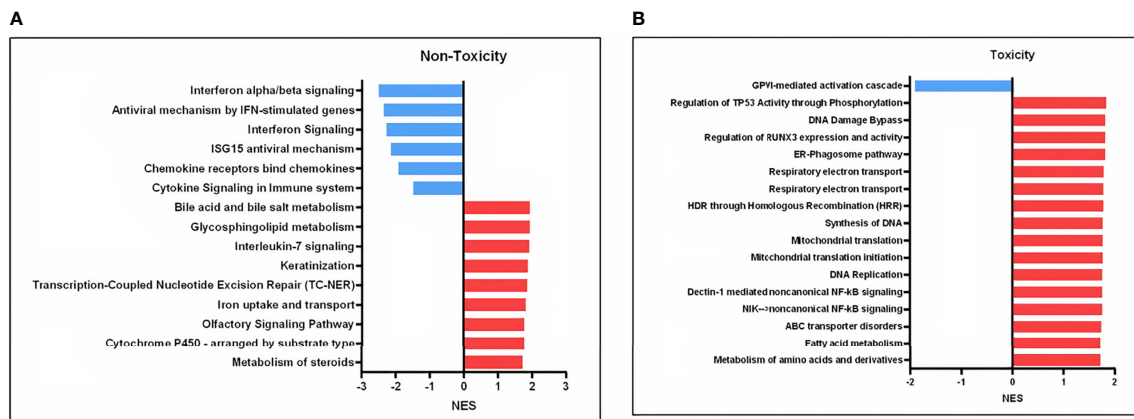 A
Non-Toxicity
Interferon alpha/beta signaling
Antiviral mechanism by IFN-stimulated genes
Interferon Signaling
ISG15 antiviral mechanism
Chemokine receptors bind chemokines
Cytokine Signaling in Immune system
Bile acid and bile salt metabolism
Glycosphingolipid metabolism
Interleukin-7 signaling
Keratinization
Transcription-Coupled Nucleotide Excision Repair (TC-NER)
Iron uptake and transport
Olfactory Signaling Pathway
Cytochrome P450 - arranged by substrate type
Metabolism of steroids
-3 -2 -1 0 1 2 3
NES
B
Toxicity
GPVI-mediated activation cascade
Regulation of TP53 Activity through Phosphorylation
DNA Damage Bypass
Regulation of RUNX3 expression and activity
ER-Phagosome pathway
Respiratory electron transport
Respiratory electron transport
HDR through Homologous Recombination (HRR)
Synthesis of DNA
Mitochondrial translation
Mitochondrial translation initiation
DNA Replication
Dectin-1 mediated noncanonical NF-kB signaling
NIK-->noncanonical NF-kB signaling
ABC transporter disorders
Fatty acid metabolism
Metabolism of amino acids and derivatives
-2 -1 0 1 2
NES